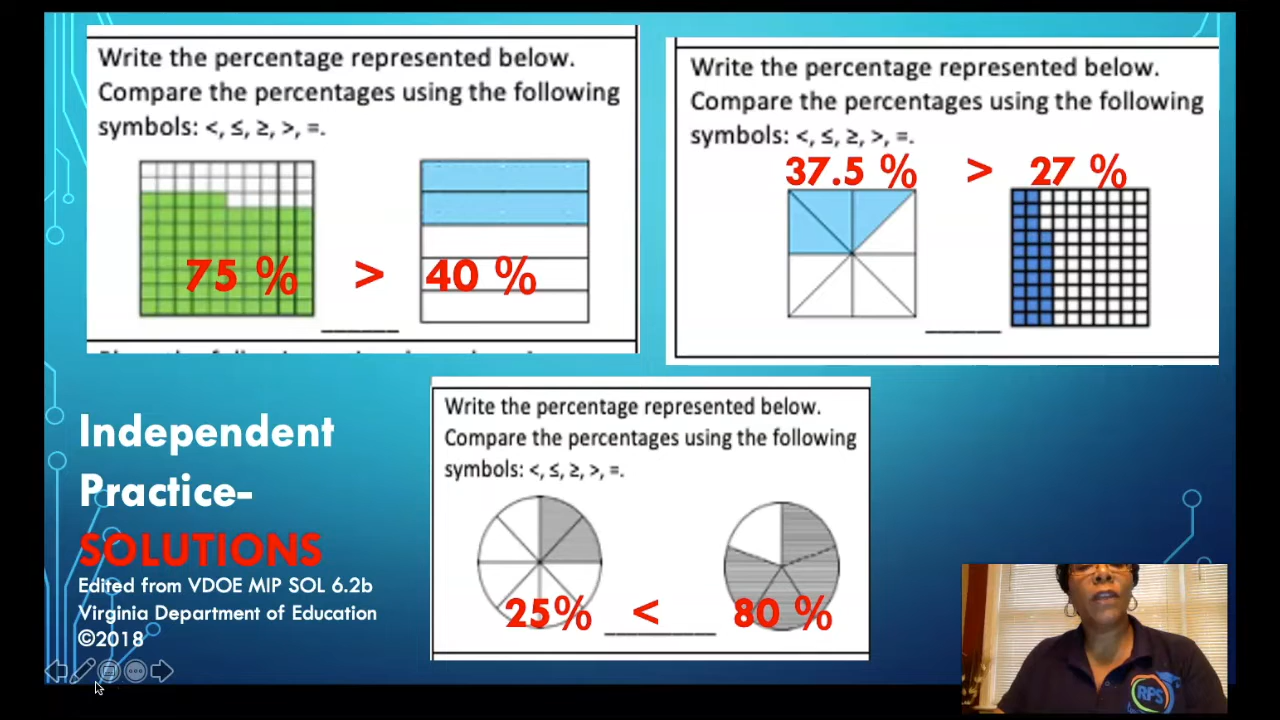 Write the percentage represented below.
Compare the percentages using the following
symbols: <, ≤, ≥, >, =.
75 % > 40 %
Write the percentage represented below.
Compare the percentages using the following
symbols: <, ≤, ≥, >, =.
37.5 % > 27 %
Independent
Practice-
SOLUTIONS
Edited from VDOE MIP SOL 6.2b
Virginia Department of Education
©2018
Write the percentage represented below.
Compare the percentages using the following
symbols: <, ≤, ≥, >, =.
25% < 80 %
RPS